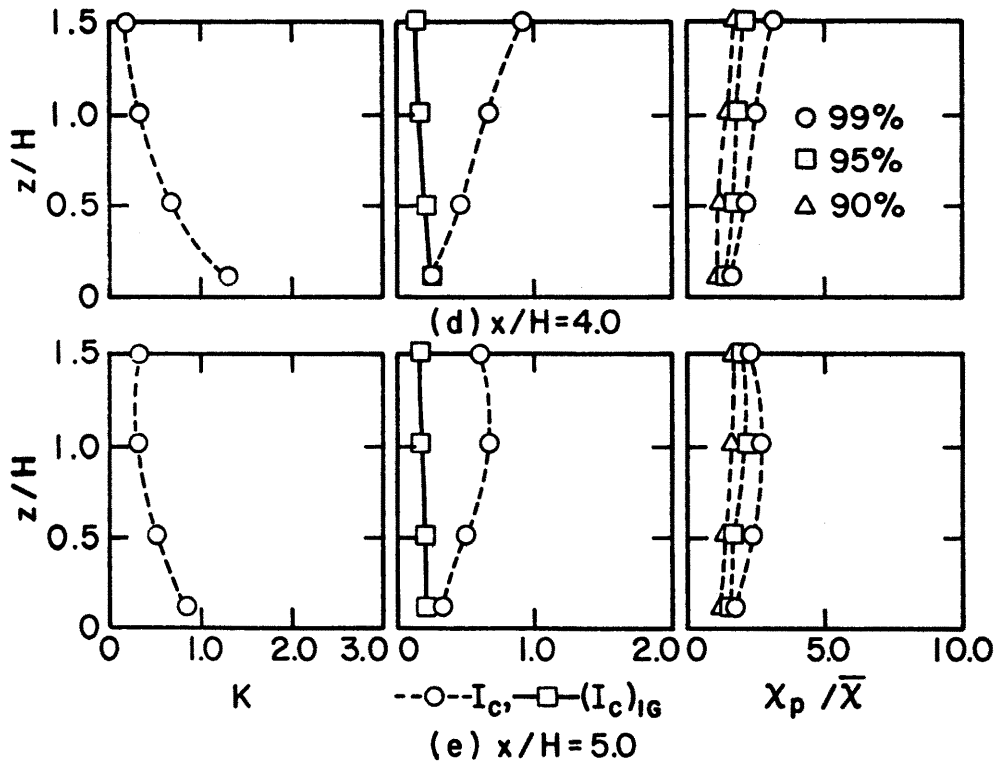 1.5
1.0
0.5
0
z/H
○ 99%
□ 95%
△ 90%
(d) x/H=4.0
1.5
1.0
0.5
0
z/H
0 1.0 2.0 3.0
0 1.0 2.0
0 5.0 10.0
K
--○--I_C, —□—(I_C)_IG
χ_p /χ̅
(e) x/H=5.0